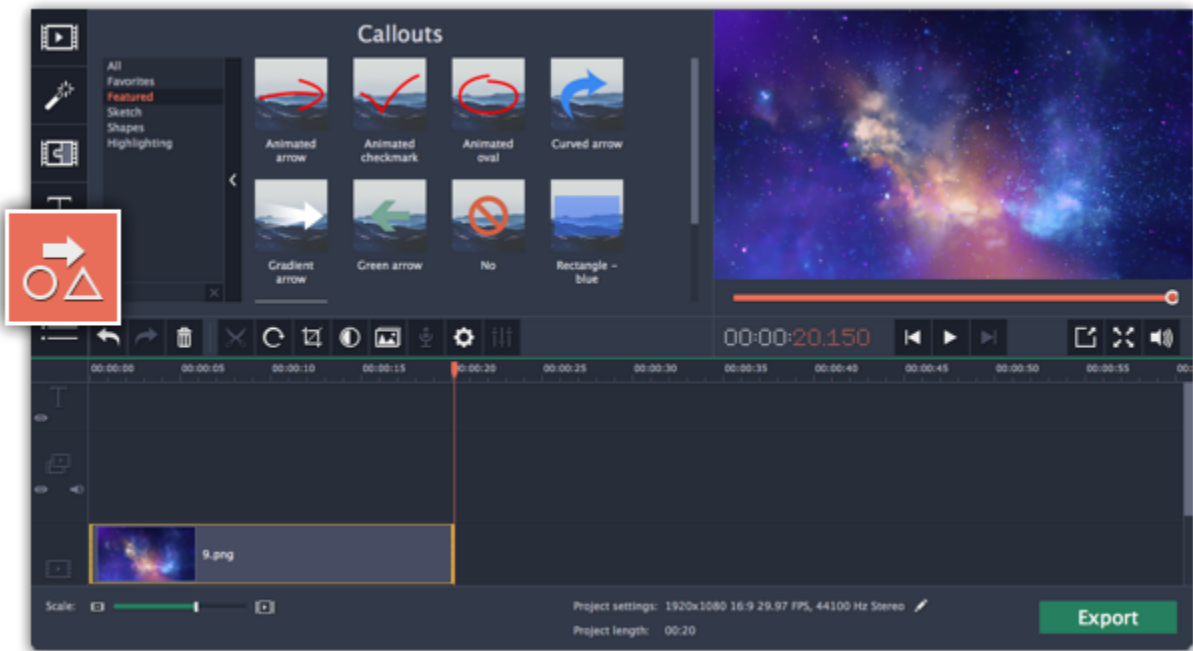 Callouts
All
Favorites
Featured
Sketch
Shapes
Highlighting
Animated
arrow
Animated
checkmark
Animated
oval
Curved arrow
Gradient
arrow
Green arrow
No
Rectangle –
blue
00:00:20.150
00:00:00 00:00:05 00:00:10 00:00:15 00:00:20 00:00:25 00:00:30 00:00:35 00:00:40 00:00:45 00:00:50 00:00:55
9.png
Scale:
Project settings: 1920x1080 16:9 29.97 FPS, 44100 Hz Stereo
Project length: 00:20
Export